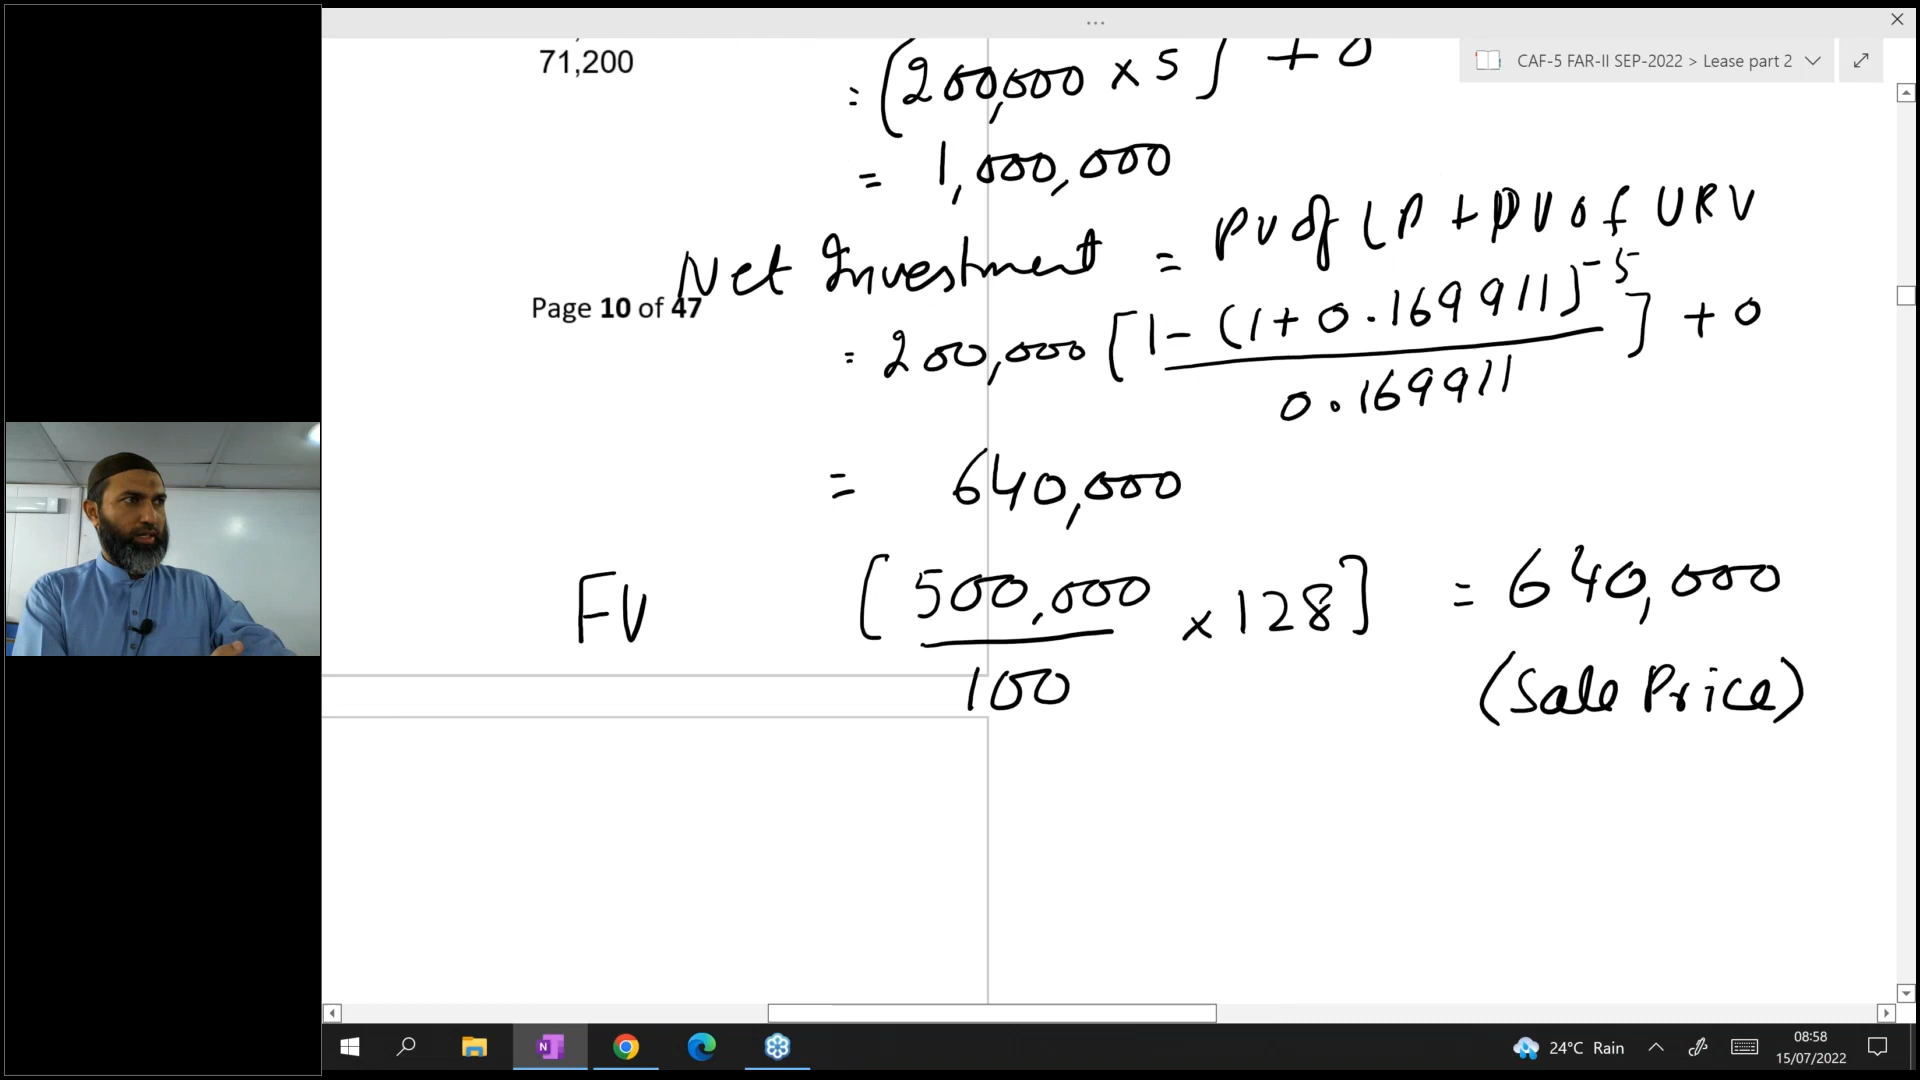 ...
CAF-5 FAR-II SEP-2022 > Lease part 2
71,200
= [200,000 × 5] + 0
= 1,000,000
Net Investment = PV of LP + PV of URV
Page 10 of 47
= 200,000 [1 - (1 + 0.169911)^-5 / 0.169911] + 0
= 640,000
FV [500,000 / 100 × 128] = 640,000
(Sale Price)
24°C Rain
08:58
15/07/2022